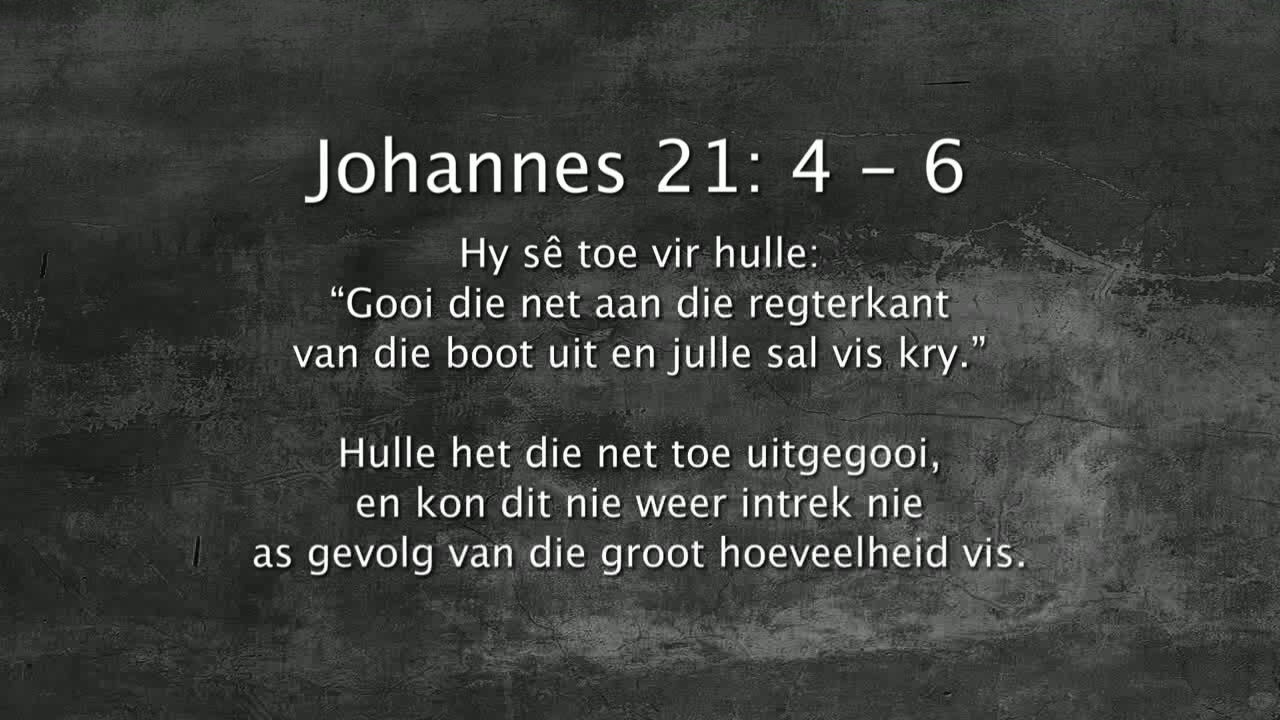 Johannes 21: 4 – 6
Hy sê toe vir hulle:
“Gooi die net aan die regterkant
van die boot uit en julle sal vis kry.”
Hulle het die net toe uitgegooi,
en kon dit nie weer intrek nie
as gevolg van die groot hoeveelheid vis.